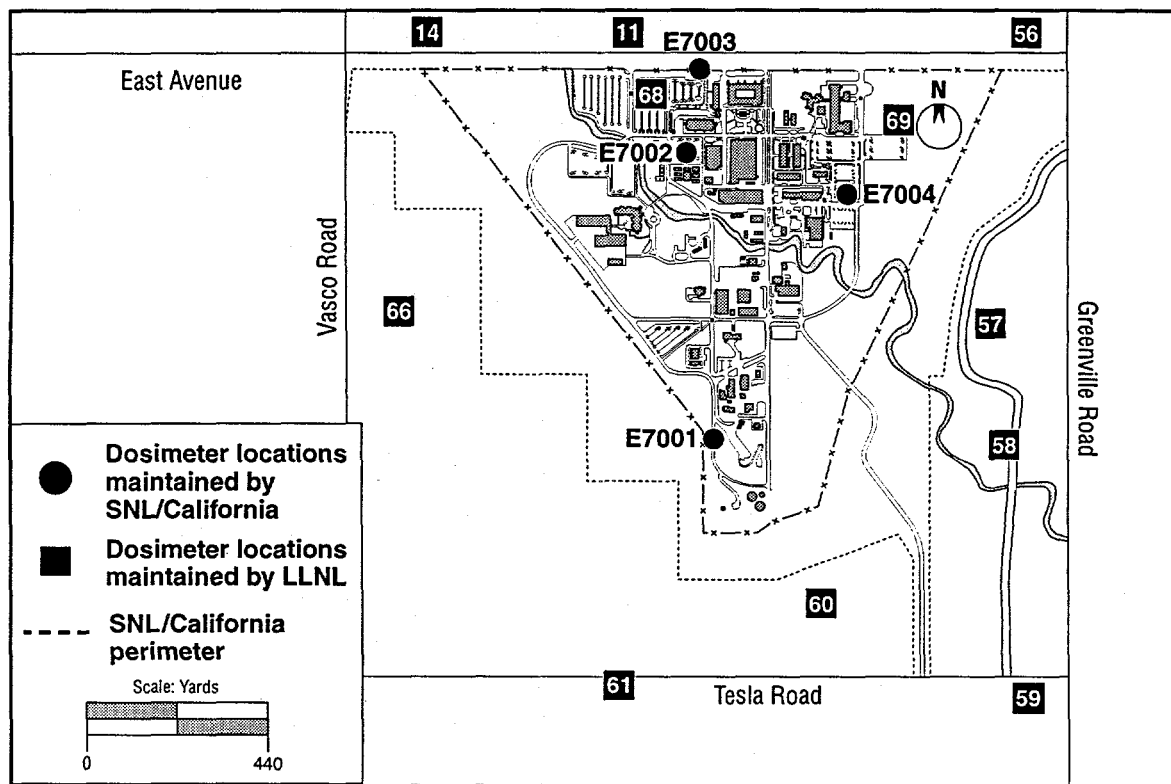 14
11
56
E7003
East Avenue
68
N
69
E7002
E7004
Vasco Road
66
57
Greenville Road
E7001
58
Dosimeter locations
maintained by
SNL/California
Dosimeter locations
maintained by LLNL
SNL/California
perimeter
60
Scale: Yards
0
440
61
Tesla Road
59